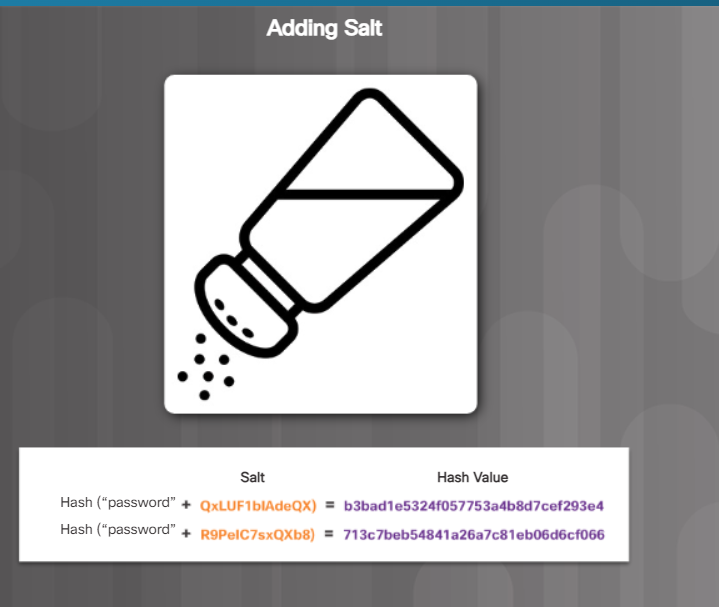 Adding Salt
Salt Hash Value
Hash (“password” + QxLUF1bIAdeQX) = b3bad1e5324f057753a4b8d7cef293e4
Hash (“password” + R9PeIC7sxQXb8) = 713c7beb54841a26a7c81eb06d6cf066